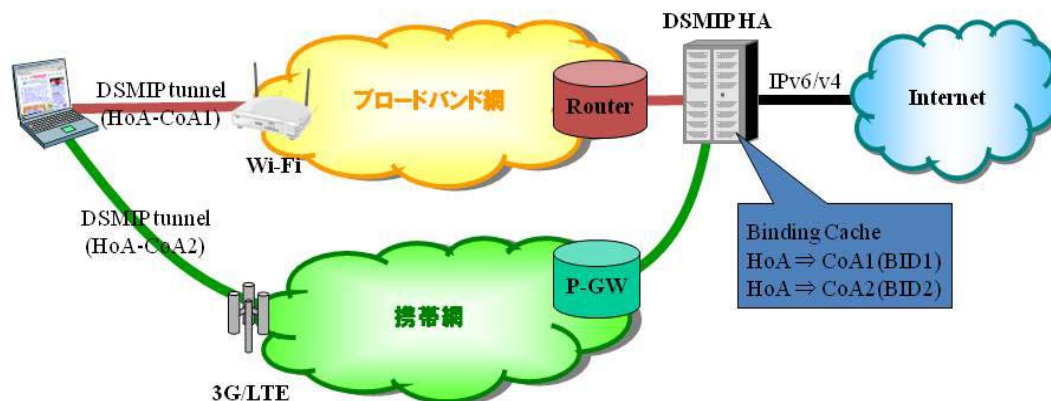 DSMIP HA
DSMIP tunnel
(HoA-CoA1)
Wi-Fi
ブロードバンド網
Router
IPv6/v4
Internet
DSMIP tunnel
(HoA-CoA2)
3G/LTE
携帯網
P-GW
Binding Cache
HoA ⇒ CoA1(BID1)
HoA ⇒ CoA2(BID2)